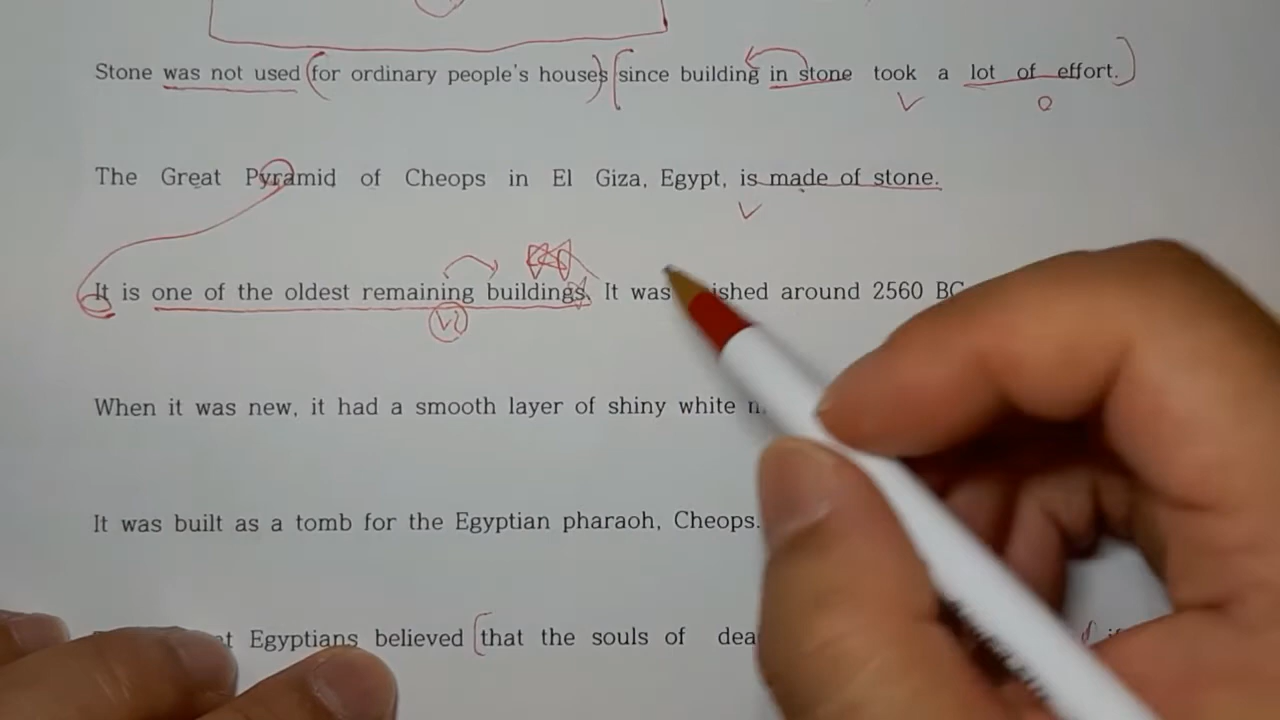 Stone was not used for ordinary people's houses since building in stone took a lot of effort.
V O
The Great Pyramid of Cheops in El Giza, Egypt, is made of stone.
V
It is one of the oldest remaining buildings. It was around 2560 BC
When it was new, it had a smooth layer of shiny white
It was built as a tomb for the Egyptian pharaoh, Cheops.
Egyptians believed that the souls of